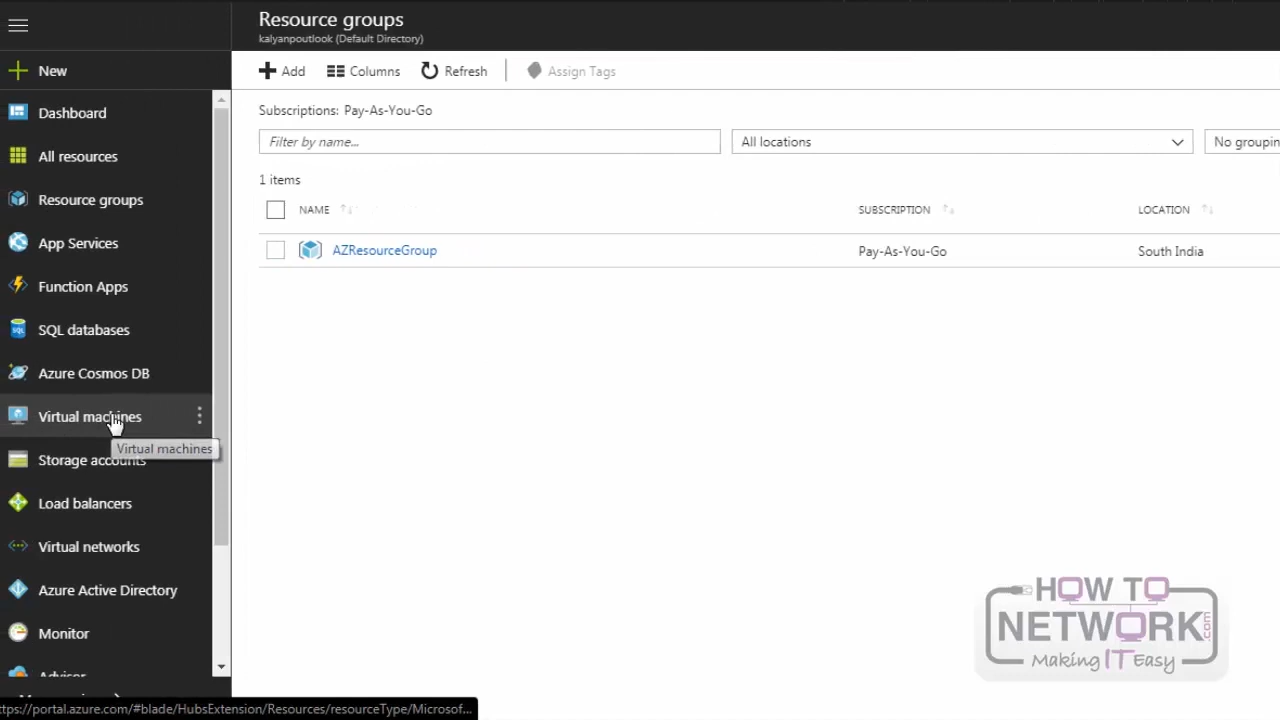 Resource groups
kalyanpoutlook (Default Directory)
New
Add
Columns
Refresh
Assign Tags
Dashboard
All resources
Resource groups
App Services
Function Apps
SQL databases
Azure Cosmos DB
Virtual machines
Virtual machines
Storage accounts
Load balancers
Virtual networks
Azure Active Directory
Monitor
Advisor
Subscriptions: Pay-As-You-Go
Filter by name...
All locations
No groupin
1 items
NAME SUBSCRIPTION LOCATION
AZResourceGroup Pay-As-You-Go South India
HOW TO
NETWORK.com
Making IT Easy
ttps://portal.azure.com/#blade/HubsExtension/Resources/resourceType/Microsof...